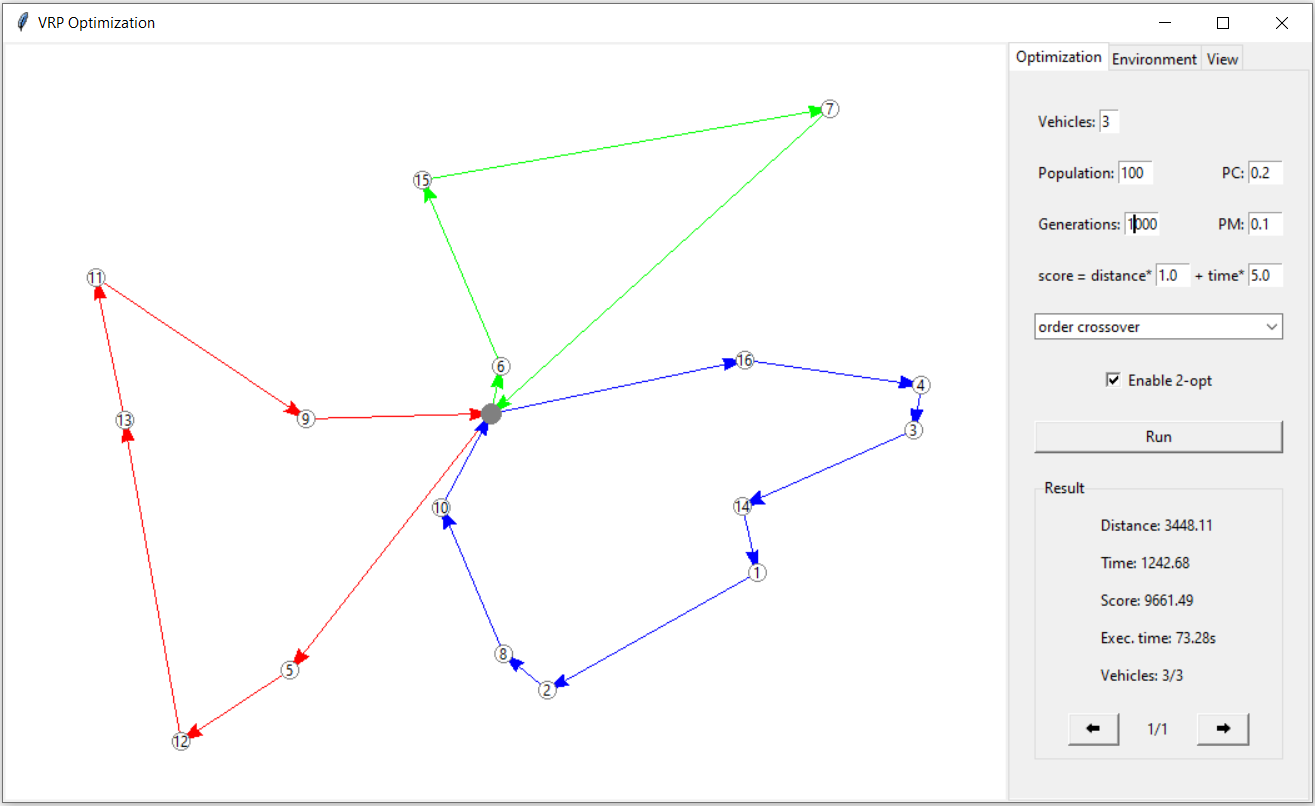 VRP Optimization
Optimization Environment View
7
Vehicles: 3
15
Population: 100 PC: 0.2
Generations: 1000 PM: 0.1
11
score = distance* 1.0 + time* 5.0
order crossover
16
6
4
Enable 2-opt
9
13
3
Run
10
14
Result
Distance: 3448.11
1
Time: 1242.68
Score: 9661.49
8
Exec. time: 73.28s
5
Vehicles: 3/3
2
12
1/1